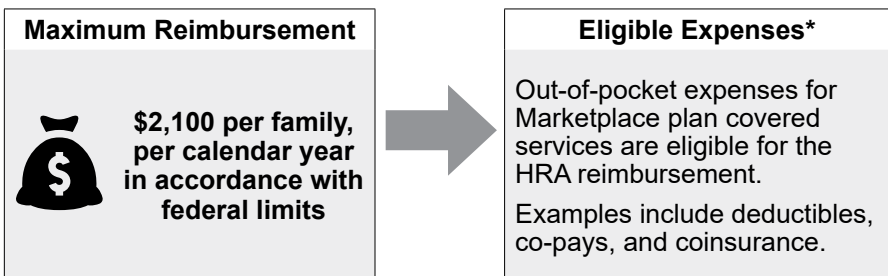 Maximum Reimbursement
$
$2,100 per family,
per calendar year
in accordance with
federal limits
Eligible Expenses*
Out-of-pocket expenses for
Marketplace plan covered
services are eligible for the
HRA reimbursement.
Examples include deductibles,
co-pays, and coinsurance.